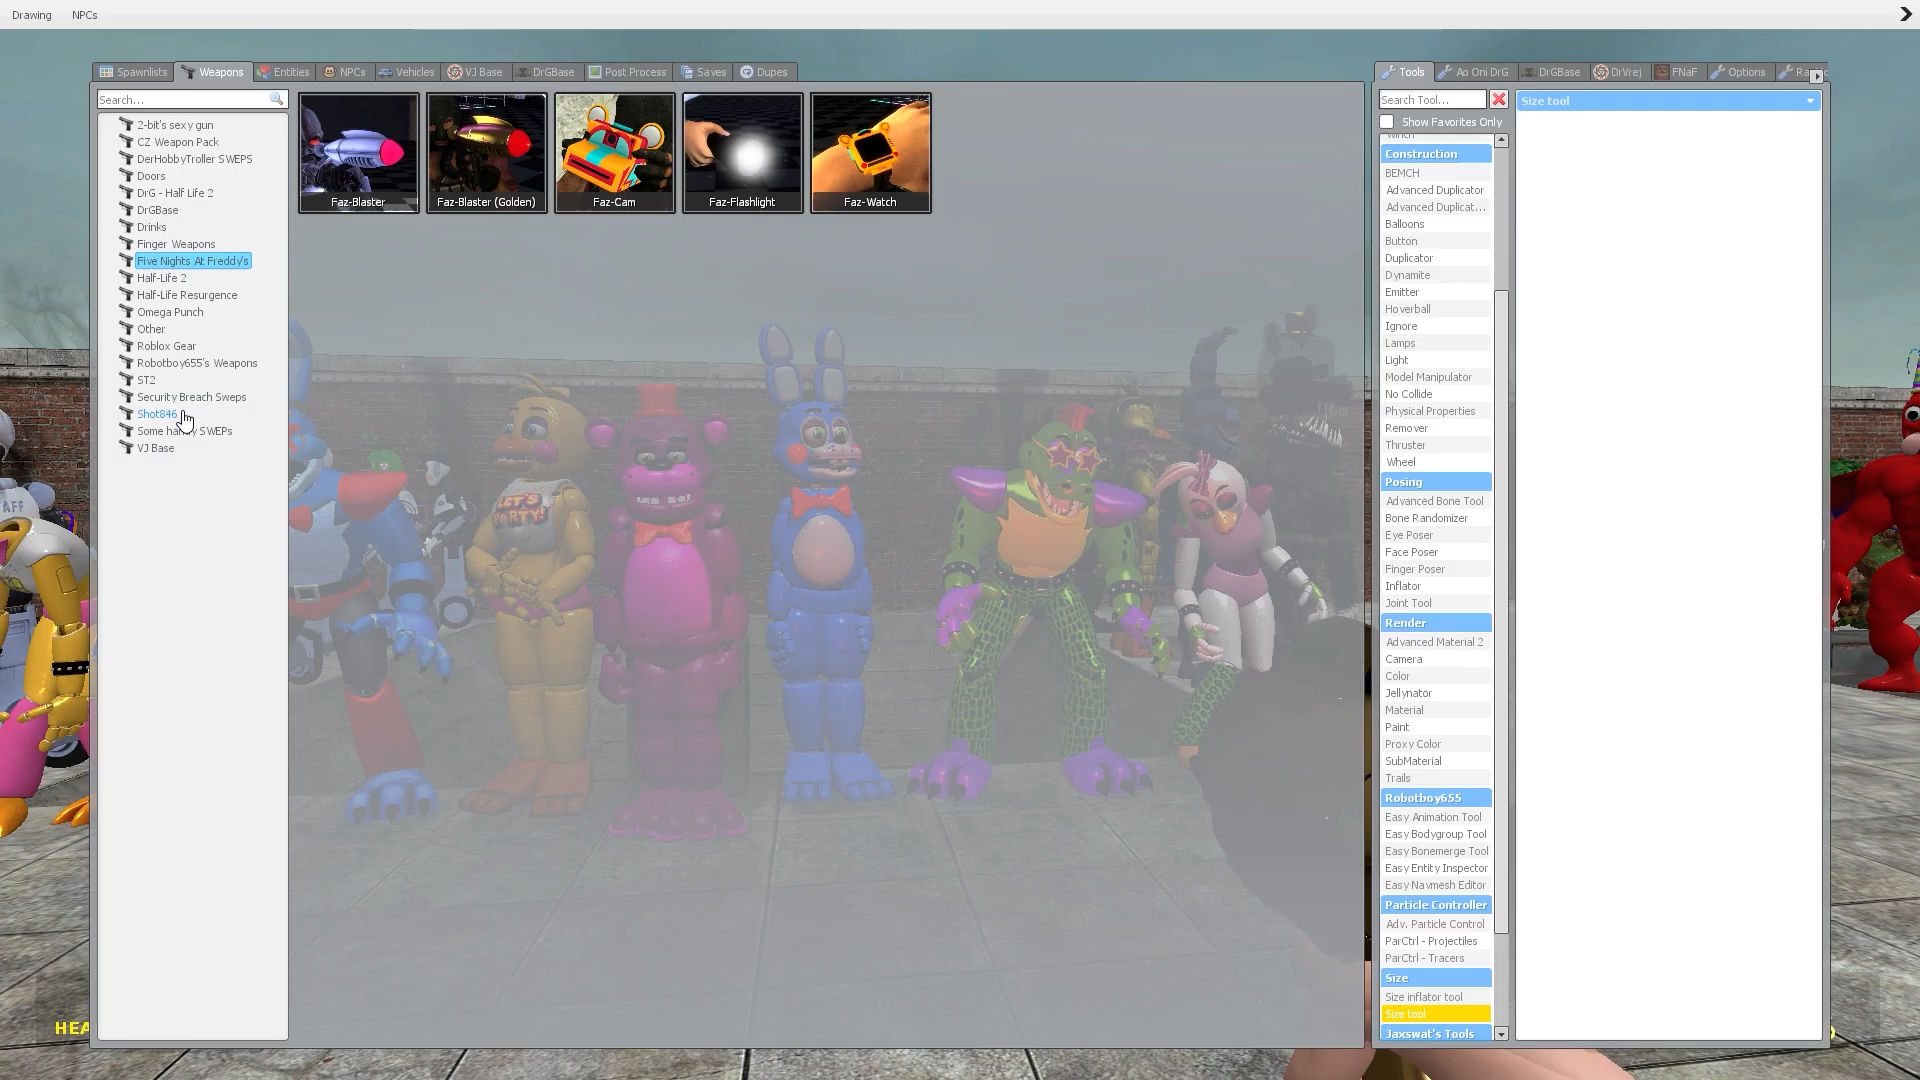 Drawing NPCs
Spawnlists Weapons Entities NPCs Vehicles VJ Base DrGBase Post Process Saves Dupes
Search...
2-bit's sexy gun
CZ Weapon Pack
DerHobbyTroller SWEPS
Doors
DrG - Half Life 2
DrGBase
Drinks
Finger Weapons
Five Nights At Freddy's
Half-Life 2
Half-Life Resurgence
Omega Punch
Other
Roblox Gear
Robotboy655's Weapons
ST2
Security Breach Sweps
Shot846
Some handy SWEPs
VJ Base
Faz-Blaster Faz-Blaster (Golden) Faz-Cam Faz-Flashlight Faz-Watch
LET'S
PARTY!
AFF
HEA
Tools Ao Oni DrG DrGBase DrVrej FNaF Options
Search Tool...
Show Favorites Only
Winch
Construction
BEMCH
Advanced Duplicator
Advanced Duplicat...
Balloons
Button
Duplicator
Dynamite
Emitter
Hoverball
Ignore
Lamps
Light
Model Manipulator
No Collide
Physical Properties
Remover
Thruster
Wheel
Posing
Advanced Bone Tool
Bone Randomizer
Eye Poser
Face Poser
Finger Poser
Inflator
Joint Tool
Render
Advanced Material 2
Camera
Color
Jellynator
Material
Paint
Proxy Color
SubMaterial
Trails
Robotboy655
Easy Animation Tool
Easy Bodygroup Tool
Easy Bonemerge Tool
Easy Entity Inspector
Easy Navmesh Editor
Particle Controller
Adv. Particle Control
ParCtrl - Projectiles
ParCtrl - Tracers
Size
Size inflator tool
Size tool
Jaxswat's Tools
Size tool